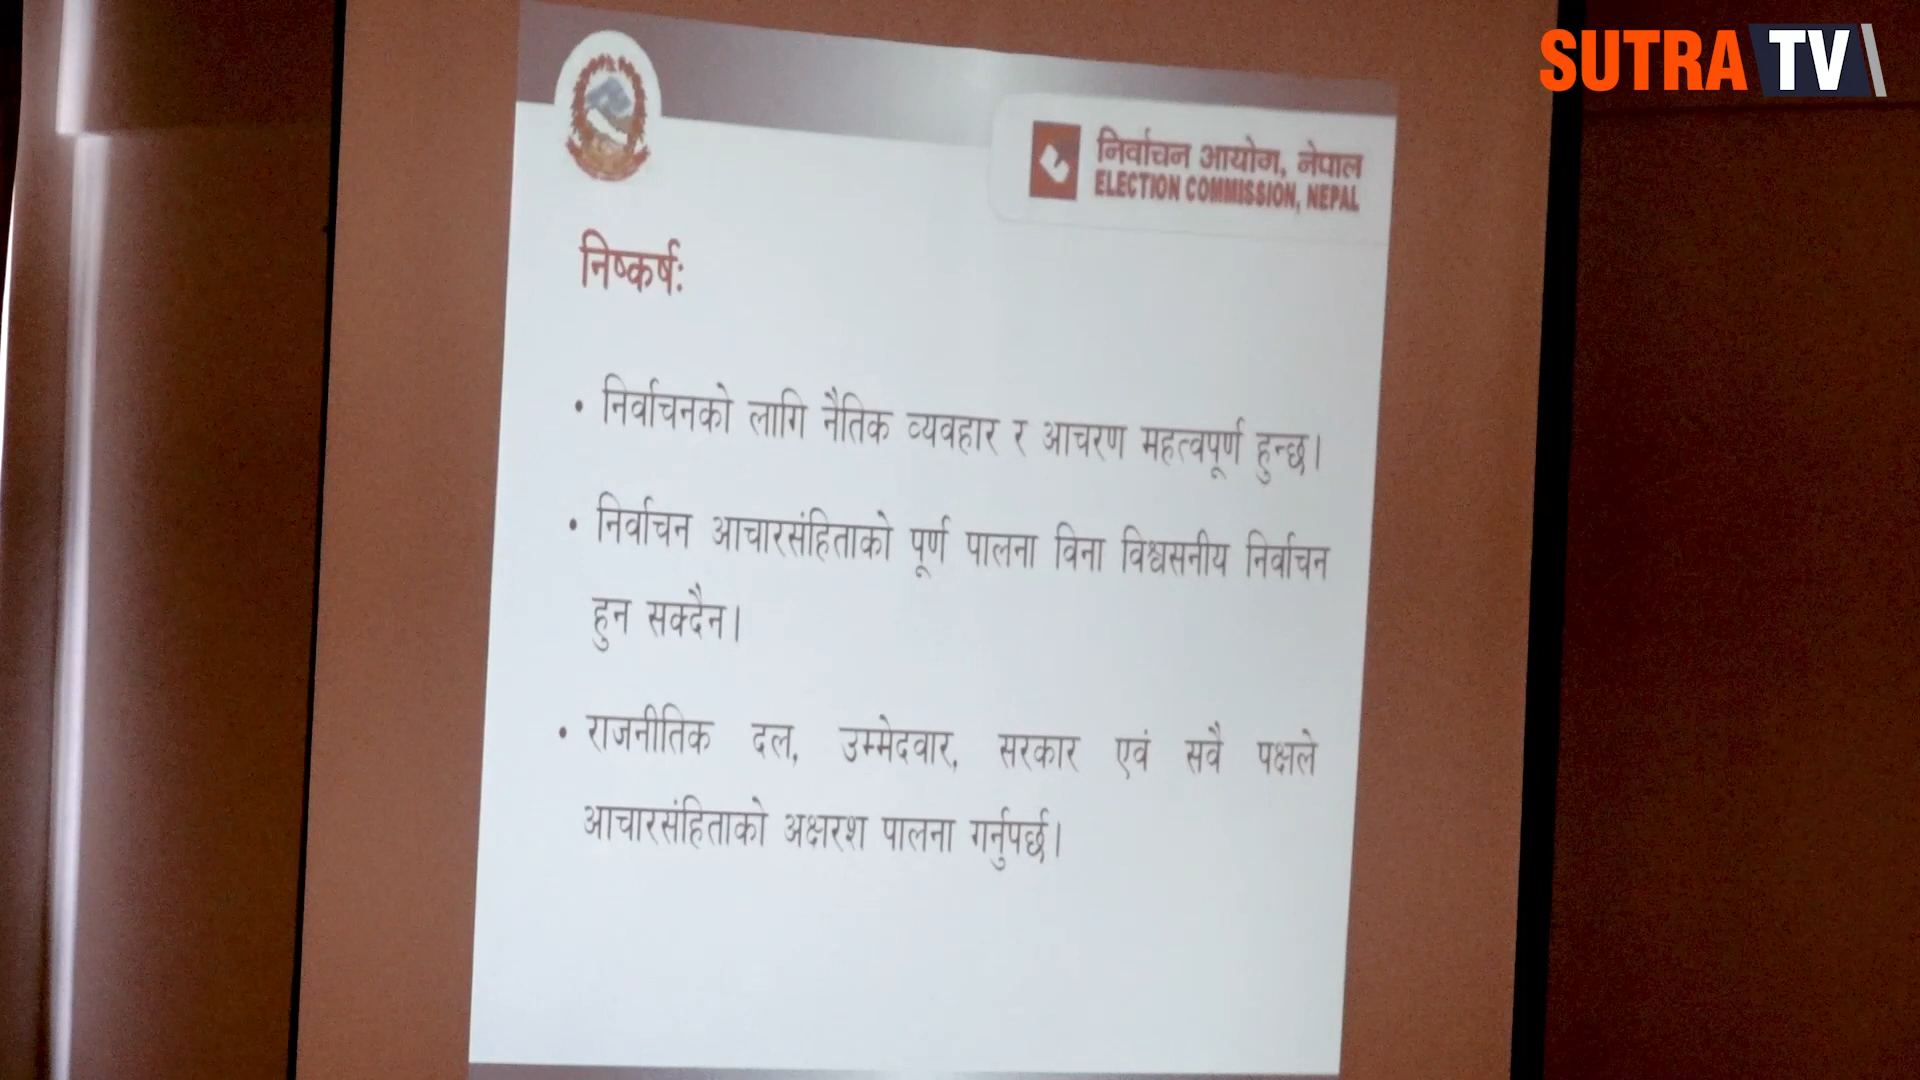 SUTRA TV
निर्वाचन आयोग, नेपाल
ELECTION COMMISSION, NEPAL
निष्कर्षः
• निर्वाचनको लागि नैतिक व्यवहार र आचरण महत्वपूर्ण हुन्छ।
• निर्वाचन आचारसंहिताको पूर्ण पालना विना विश्वसनीय निर्वाचन
हुन सक्दैन।
• राजनीतिक दल, उम्मेदवार, सरकार एवं सवै पक्षले
आचारसंहिताको अक्षरश पालना गर्नुपर्छ।